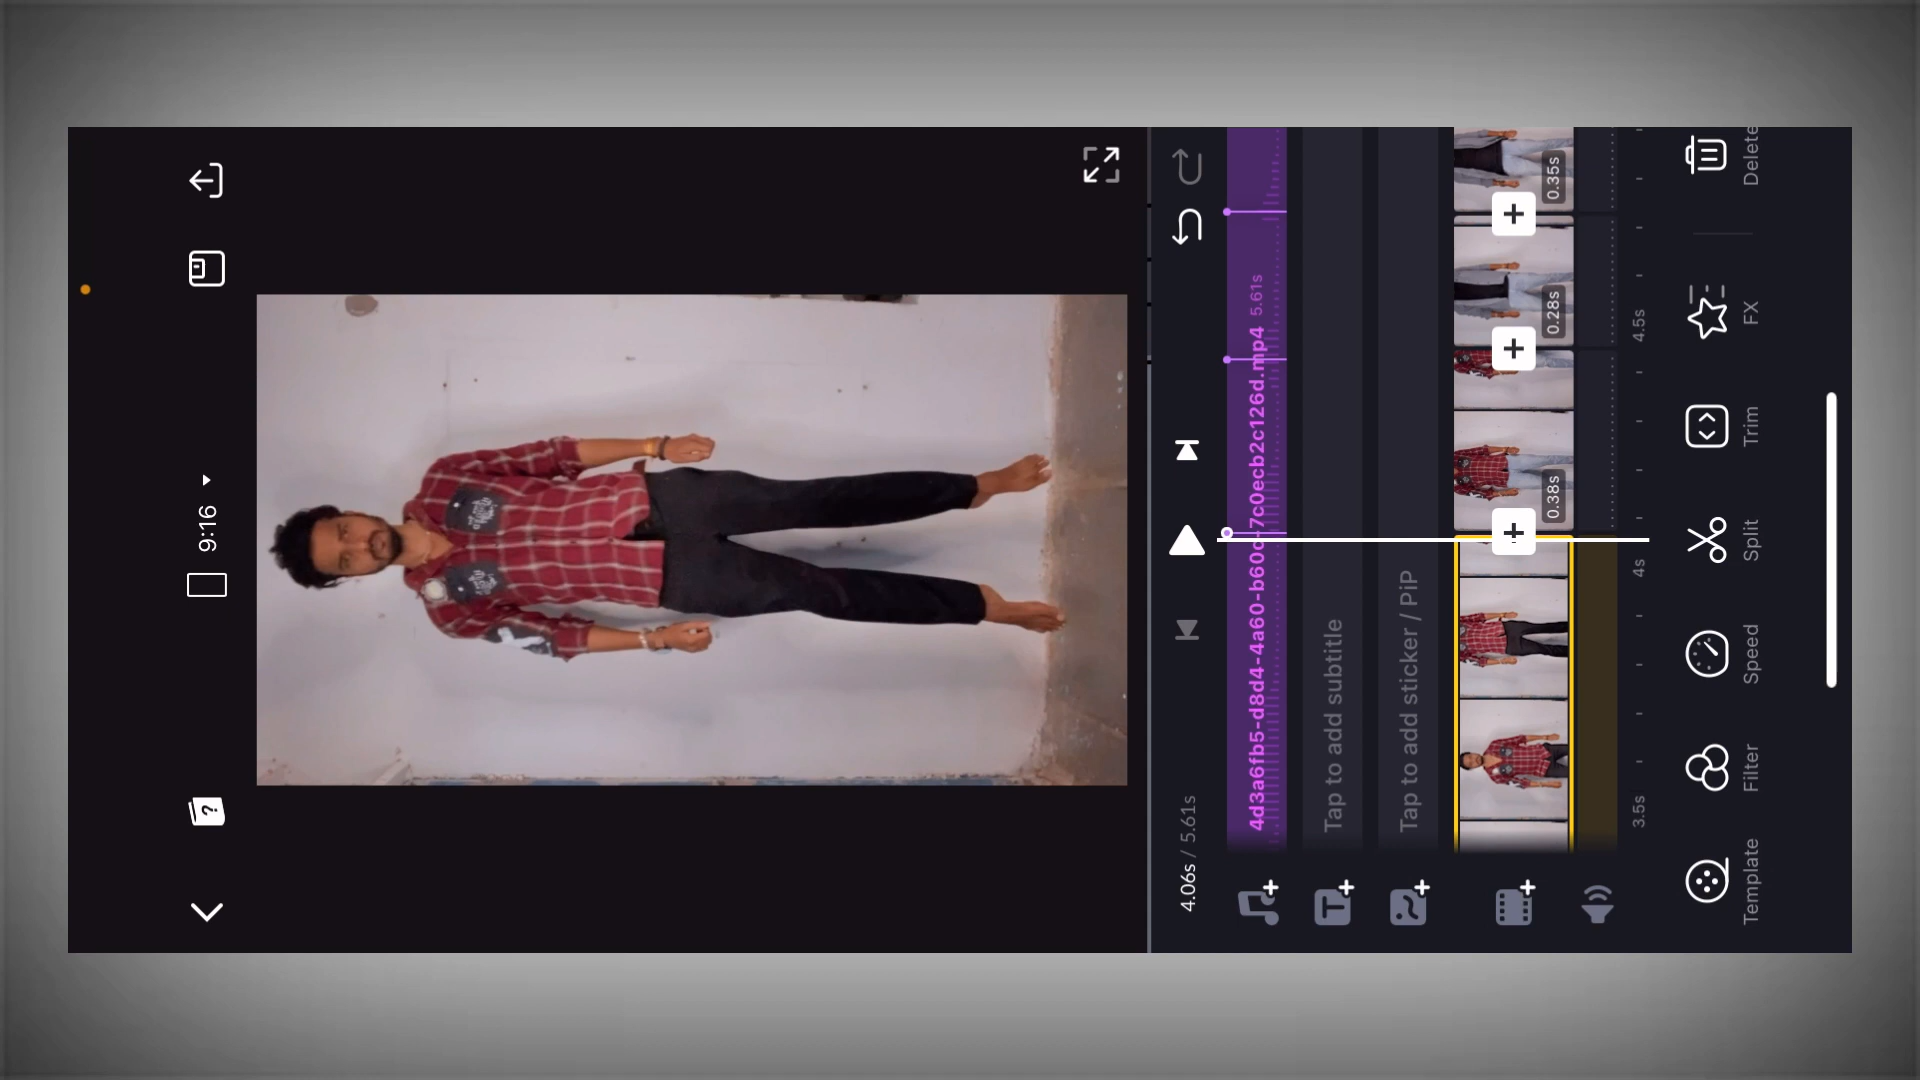 9:16
4.06s / 5.61s
4d3a6fb5-d8d4-4a60-b60c-7c0ecb2c126d.mp4 5.61s
Tap to add subtitle
Tap to add sticker / PiP
0.38s
0.28s
0.35s
3.5s
4s
4.5s
Template
Filter
Speed
Split
Trim
FX
Delete